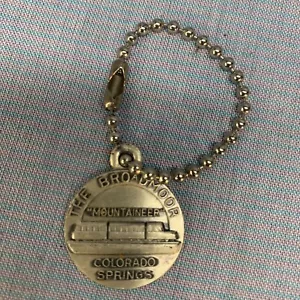 THE BROADMOOR
MOUNTAINEER
COLORADO
SPRINGS